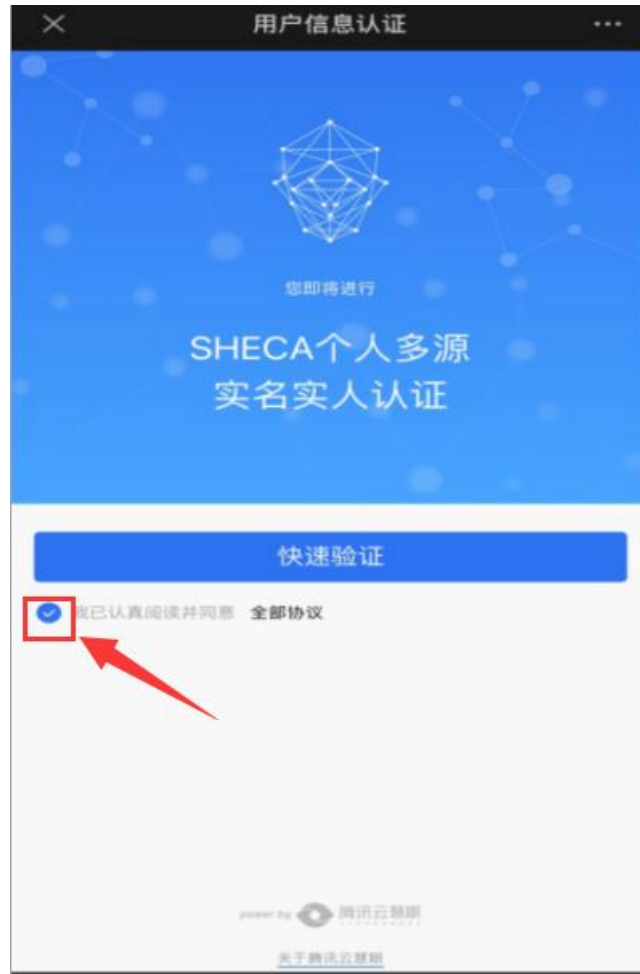 用户信息认证
您即将进行
SHECA个人多源
实名实人认证
快速验证
我已认真阅读并同意 全部协议
power by 腾讯云慧眼
关于腾讯云慧眼